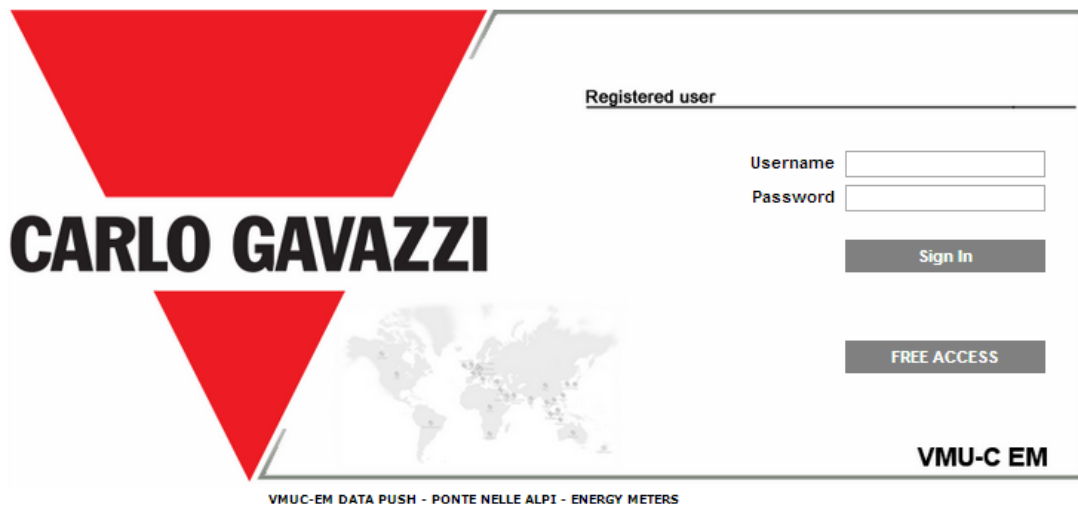 Registered user
Username
Password
CARLO GAVAZZI
Sign In
FREE ACCESS
VMU-C EM
VMUC-EM DATA PUSH - PONTE NELLE ALPI - ENERGY METERS